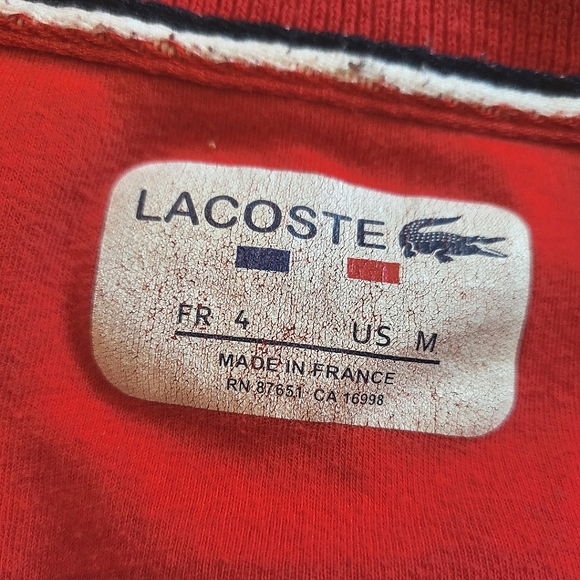 LACOSTE
FR 4 US M
MADE IN FRANCE
RN 87651 CA 16998